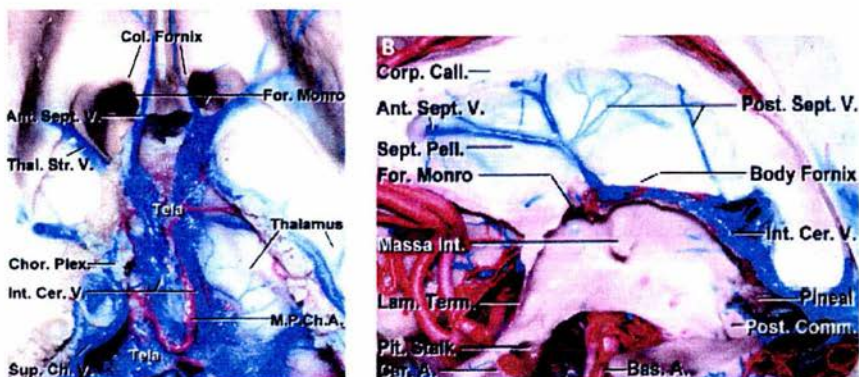 Col. Fornix
For. Monro
Ant. Sept. V.
Thal. Str. V.
Tela
Thalamus
Chor. Plex.
Int. Cer. V.
M.P.Ch.A.
Sup. Ch. V.
Tela
B
Corp. Call.
Ant. Sept. V.
Post. Sept. V.
Sept. Pell.
For. Monro
Body Fornix
Massa Int.
Int. Cer. V.
Lam. Term.
Pineal
Post. Comm.
Pit. Stalk
Car. A.
Bas. A.